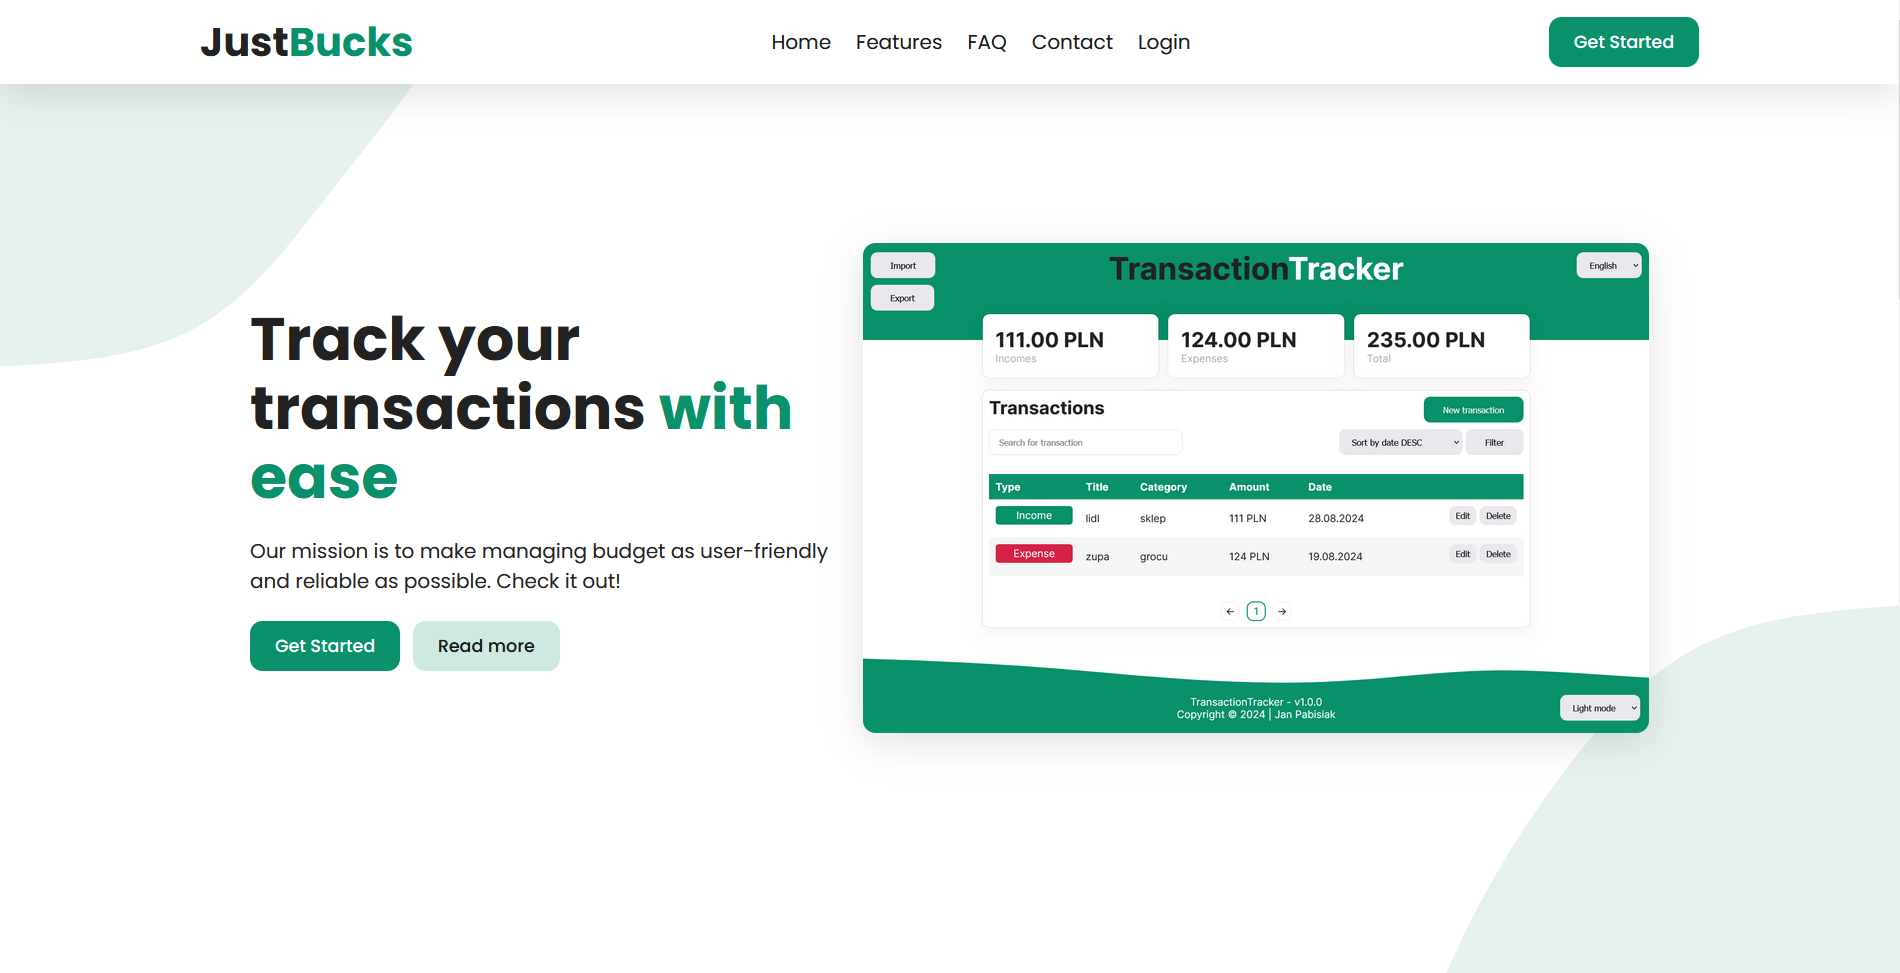 JustBucks
Home Features FAQ Contact Login
Get Started
Track your
transactions with
ease
Our mission is to make managing budget as user-friendly
and reliable as possible. Check it out!
Get Started Read more
Import
Export
TransactionTracker
English
111.00 PLN
Incomes
124.00 PLN
Expenses
235.00 PLN
Total
Transactions
New transaction
Search for transaction
Sort by date DESC Filter
Type Title Category Amount Date
Income lidl sklep 111 PLN 28.08.2024 Edit Delete
Expense zupa grocu 124 PLN 19.08.2024 Edit Delete
← 1 →
TransactionTracker - v1.0.0
Copyright © 2024 | Jan Pabisiak
Light mode